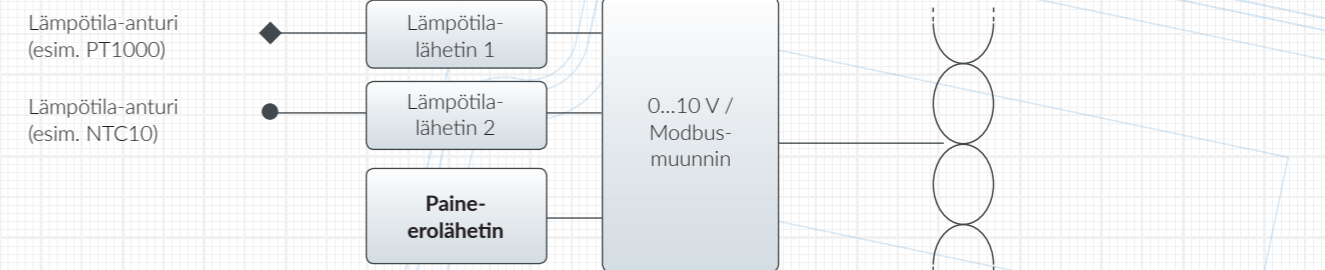 Lämpötila-anturi
(esim. PT1000)
Lämpötila-
lähetin 1
Lämpötila-anturi
(esim. NTC10)
Lämpötila-
lähetin 2
Paine-
erolähetin
0...10 V /
Modbus-
muunnin